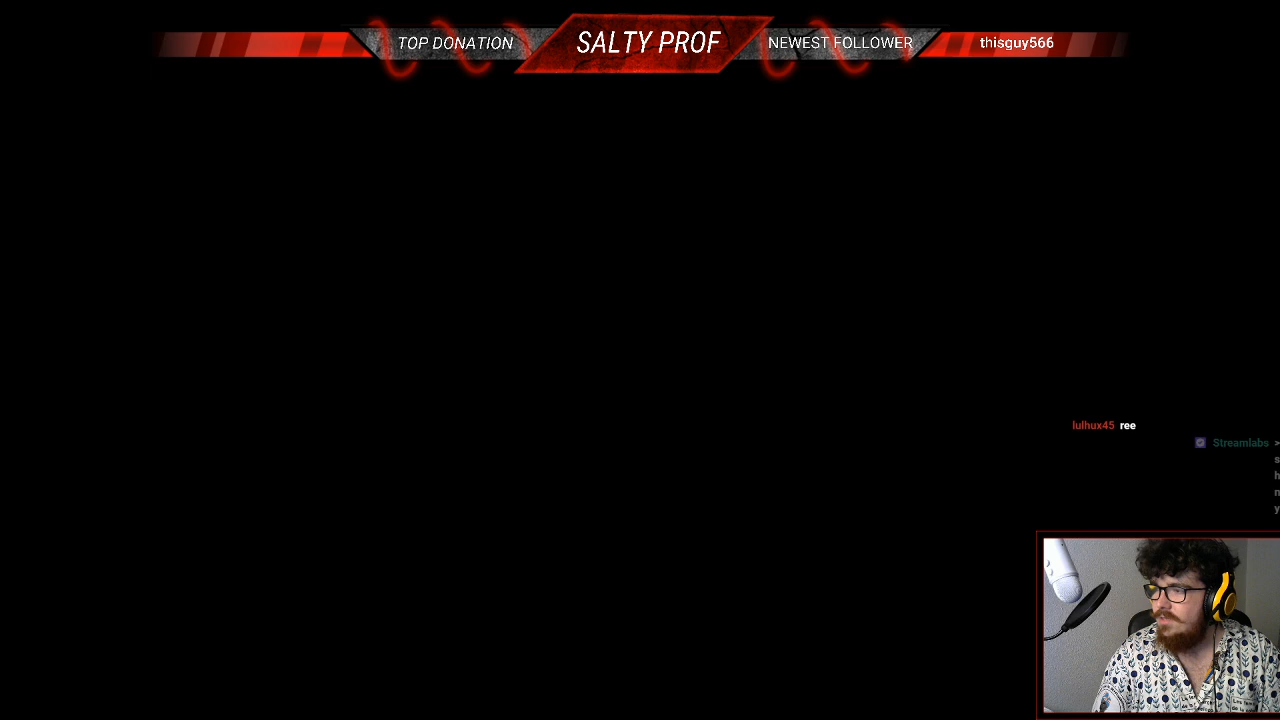 TOP DONATION
SALTY PROF
NEWEST FOLLOWER
thisguy566
lulhux45 ree
Streamlabs >
s
h
n
y